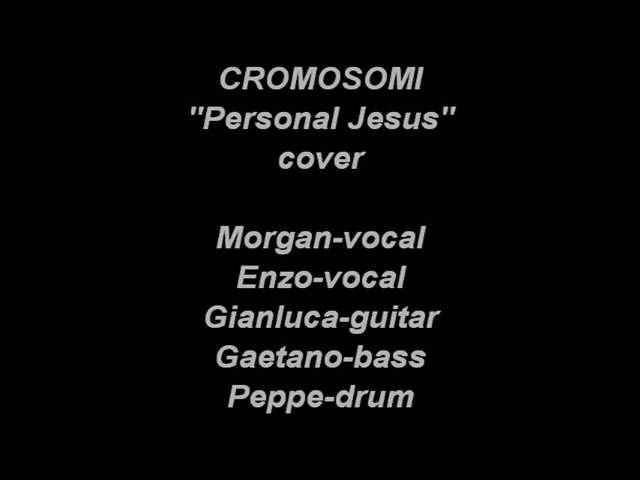 CROMOSOMI
"Personal Jesus"
cover
Morgan-vocal
Enzo-vocal
Gianluca-guitar
Gaetano-bass
Peppe-drum